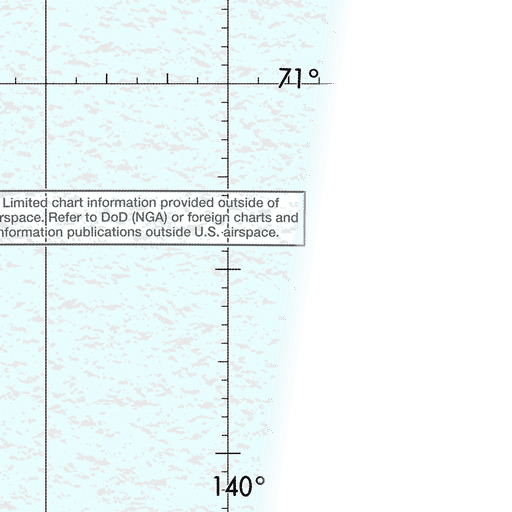 71°
Limited chart information provided outside of
rspace. Refer to DoD (NGA) or foreign charts and
nformation publications outside U.S. airspace.
140°